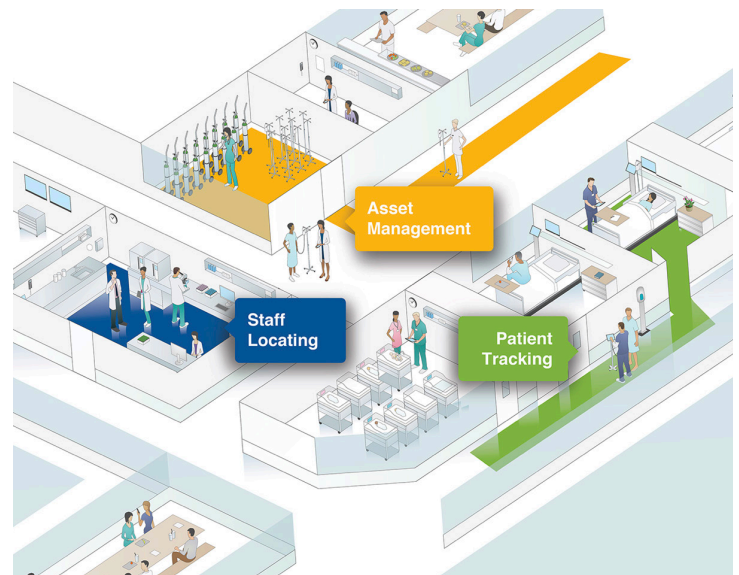 Asset
Management
Staff
Locating
Patient
Tracking